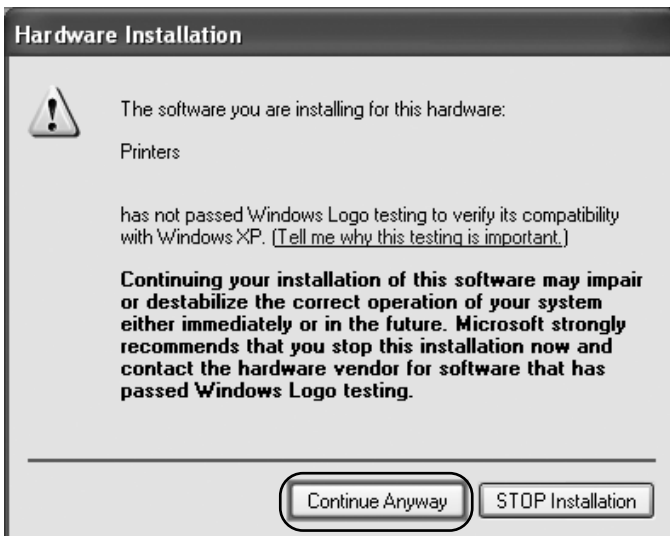 Hardware Installation
The software you are installing for this hardware:
Printers
has not passed Windows Logo testing to verify its compatibility
with Windows XP. (Tell me why this testing is important.)
Continuing your installation of this software may impair
or destabilize the correct operation of your system
either immediately or in the future. Microsoft strongly
recommends that you stop this installation now and
contact the hardware vendor for software that has
passed Windows Logo testing.
Continue Anyway
STOP Installation